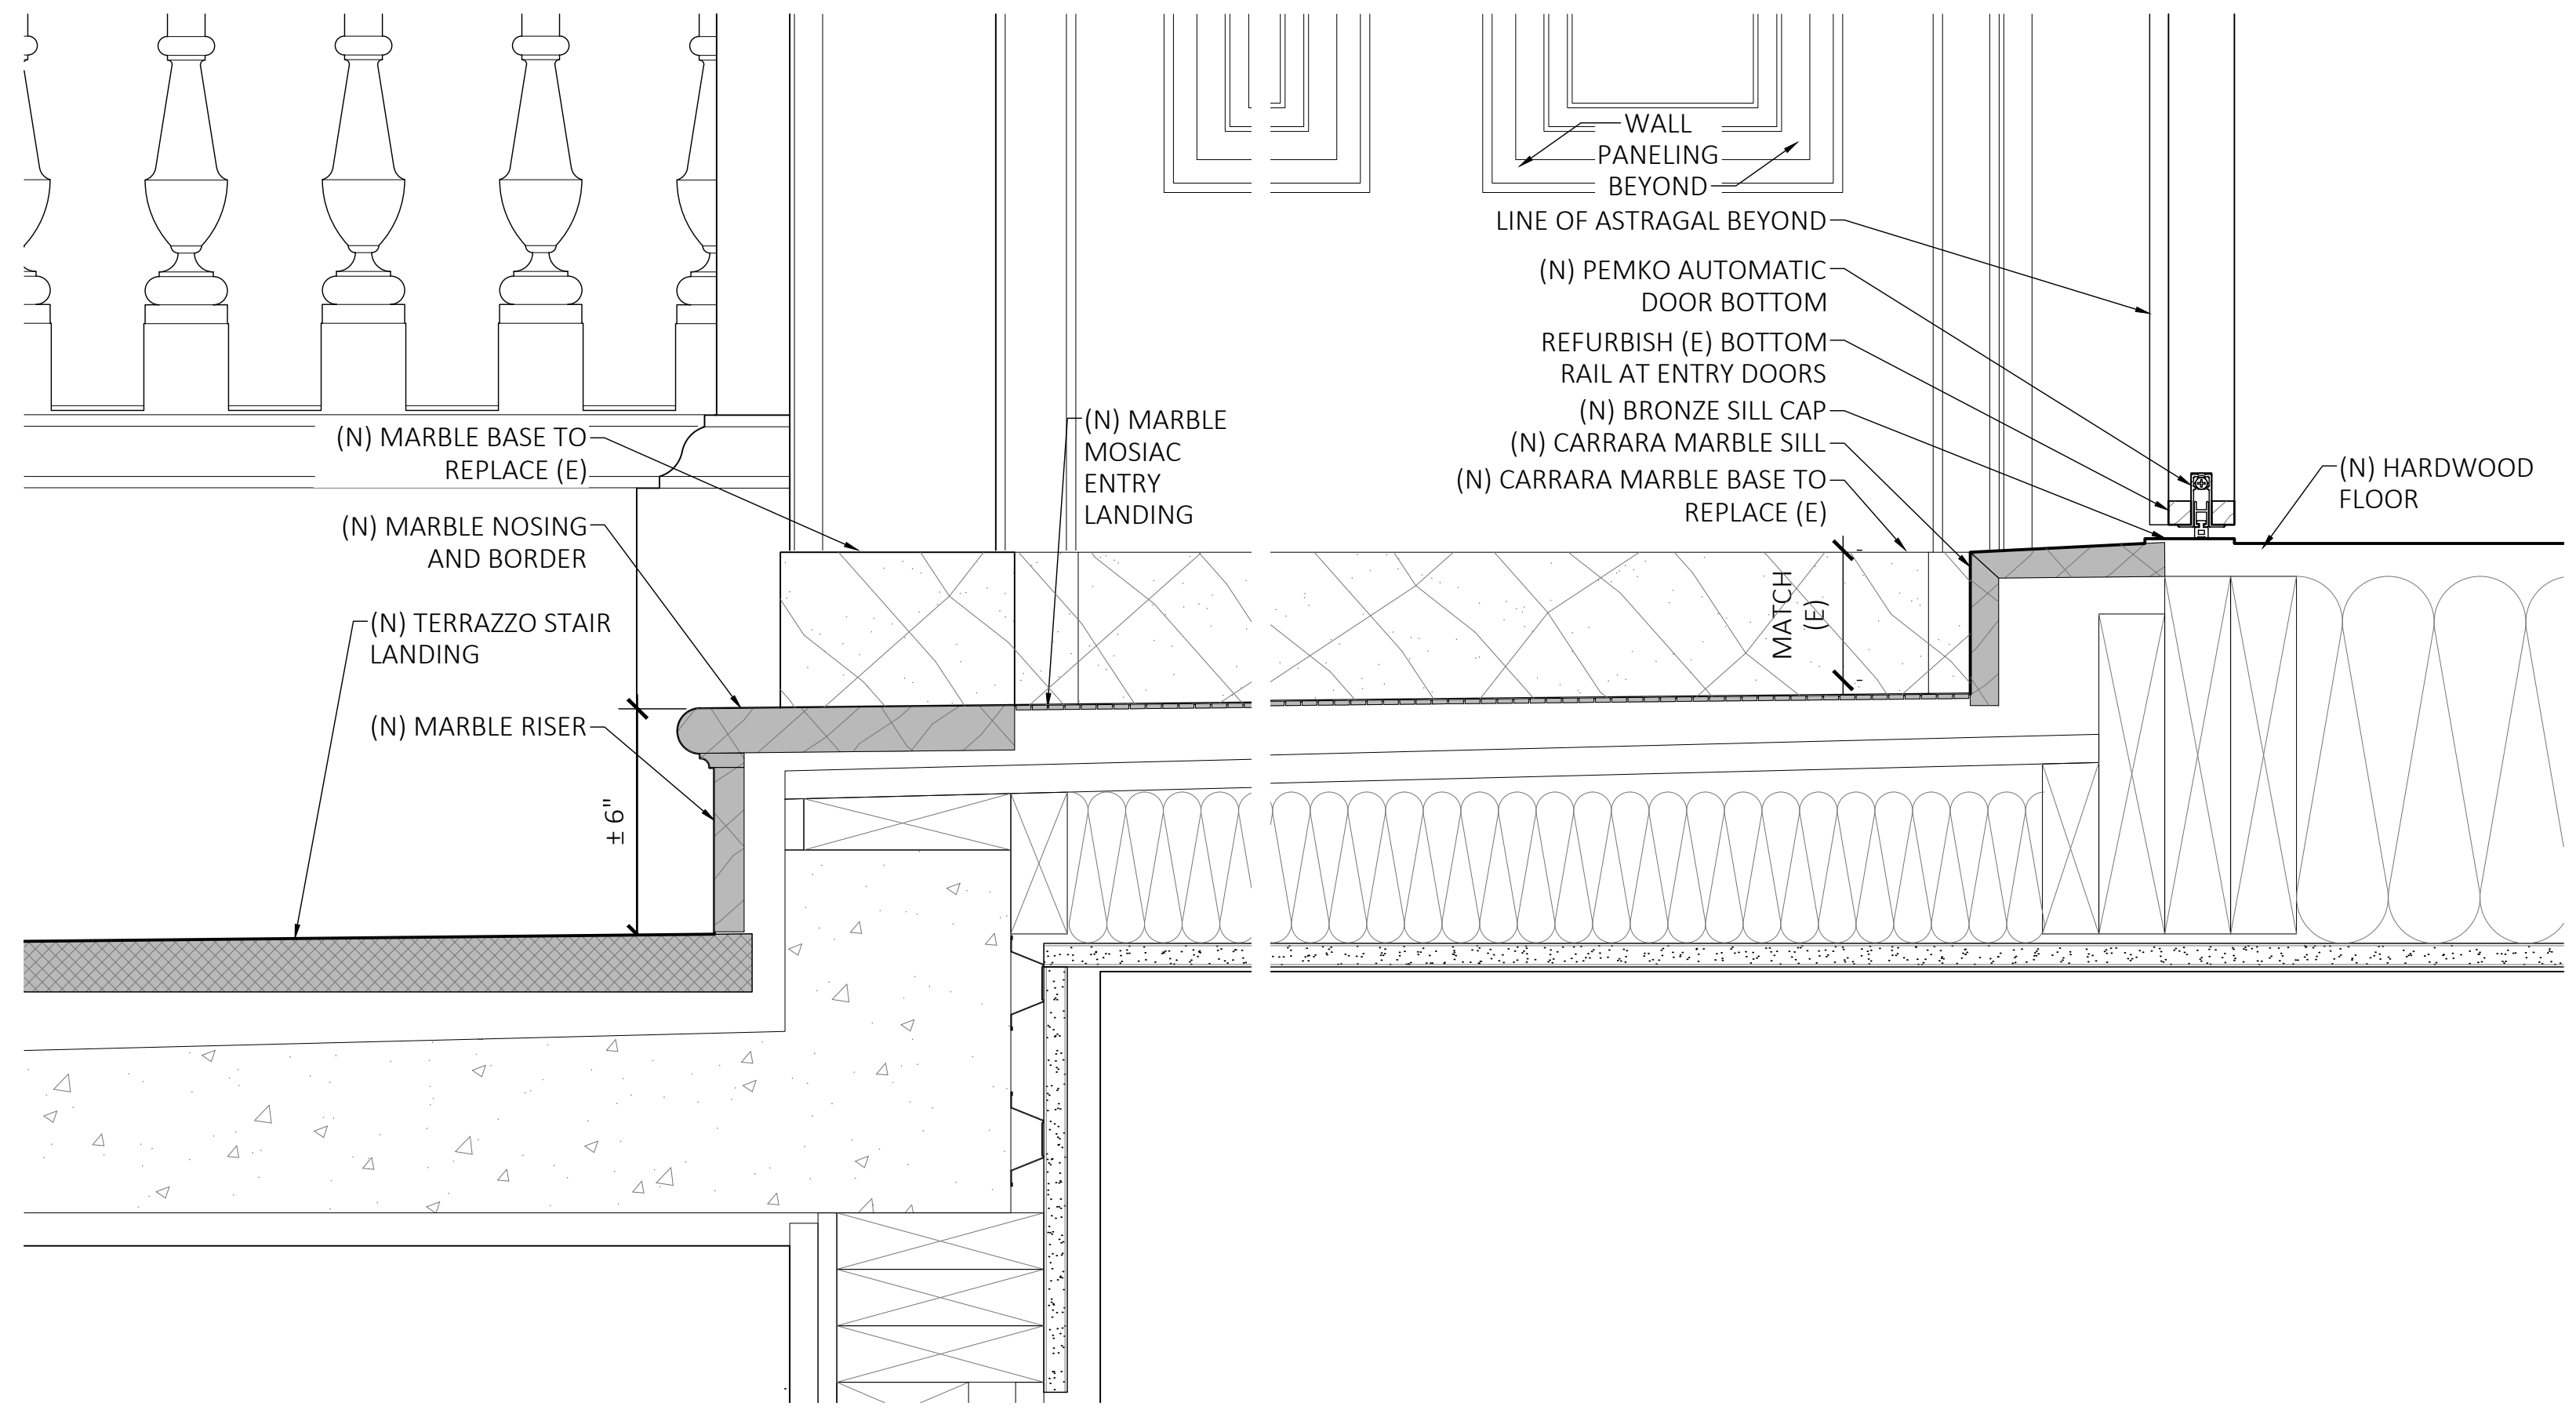 WALL
PANELING
BEYOND
LINE OF ASTRAGAL BEYOND
(N) PEMKO AUTOMATIC
DOOR BOTTOM
REFURBISH (E) BOTTOM
RAIL AT ENTRY DOORS
(N) BRONZE SILL CAP
(N) CARRARA MARBLE SILL
(N) CARRARA MARBLE BASE TO
REPLACE (E)
(N) HARDWOOD
FLOOR
(N) MARBLE
MOSIAC
ENTRY
LANDING
(N) MARBLE BASE TO
REPLACE (E)
(N) MARBLE NOSING
AND BORDER
(N) TERRAZZO STAIR
LANDING
(N) MARBLE RISER
± 6"
MATCH
(E)